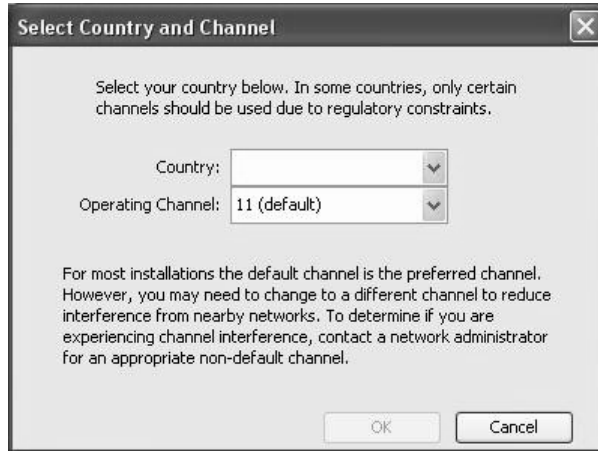 Select Country and Channel
Select your country below. In some countries, only certain
channels should be used due to regulatory constraints.
Country:
Operating Channel: 11 (default)
For most installations the default channel is the preferred channel.
However, you may need to change to a different channel to reduce
interference from nearby networks. To determine if you are
experiencing channel interference, contact a network administrator
for an appropriate non-default channel.
OK Cancel